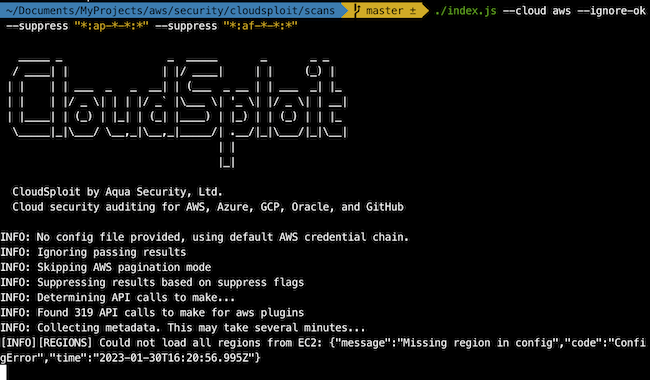 ~/Documents/MyProjects/aws/security/cloudsploit/scans master ± ./index.js --cloud aws --ignore-ok
--suppress "*:ap-*-*:*" --suppress "*:af-*-*:*"
CloudSploit
CloudSploit by Aqua Security, Ltd.
Cloud security auditing for AWS, Azure, GCP, Oracle, and GitHub
INFO: No config file provided, using default AWS credential chain.
INFO: Ignoring passing results
INFO: Skipping AWS pagination mode
INFO: Suppressing results based on suppress flags
INFO: Determining API calls to make...
INFO: Found 319 API calls to make for aws plugins
INFO: Collecting metadata. This may take several minutes...
[INFO][REGIONS] Could not load all regions from EC2: {"message":"Missing region in config","code":"Confi
gError","time":"2023-01-30T16:20:56.995Z"}